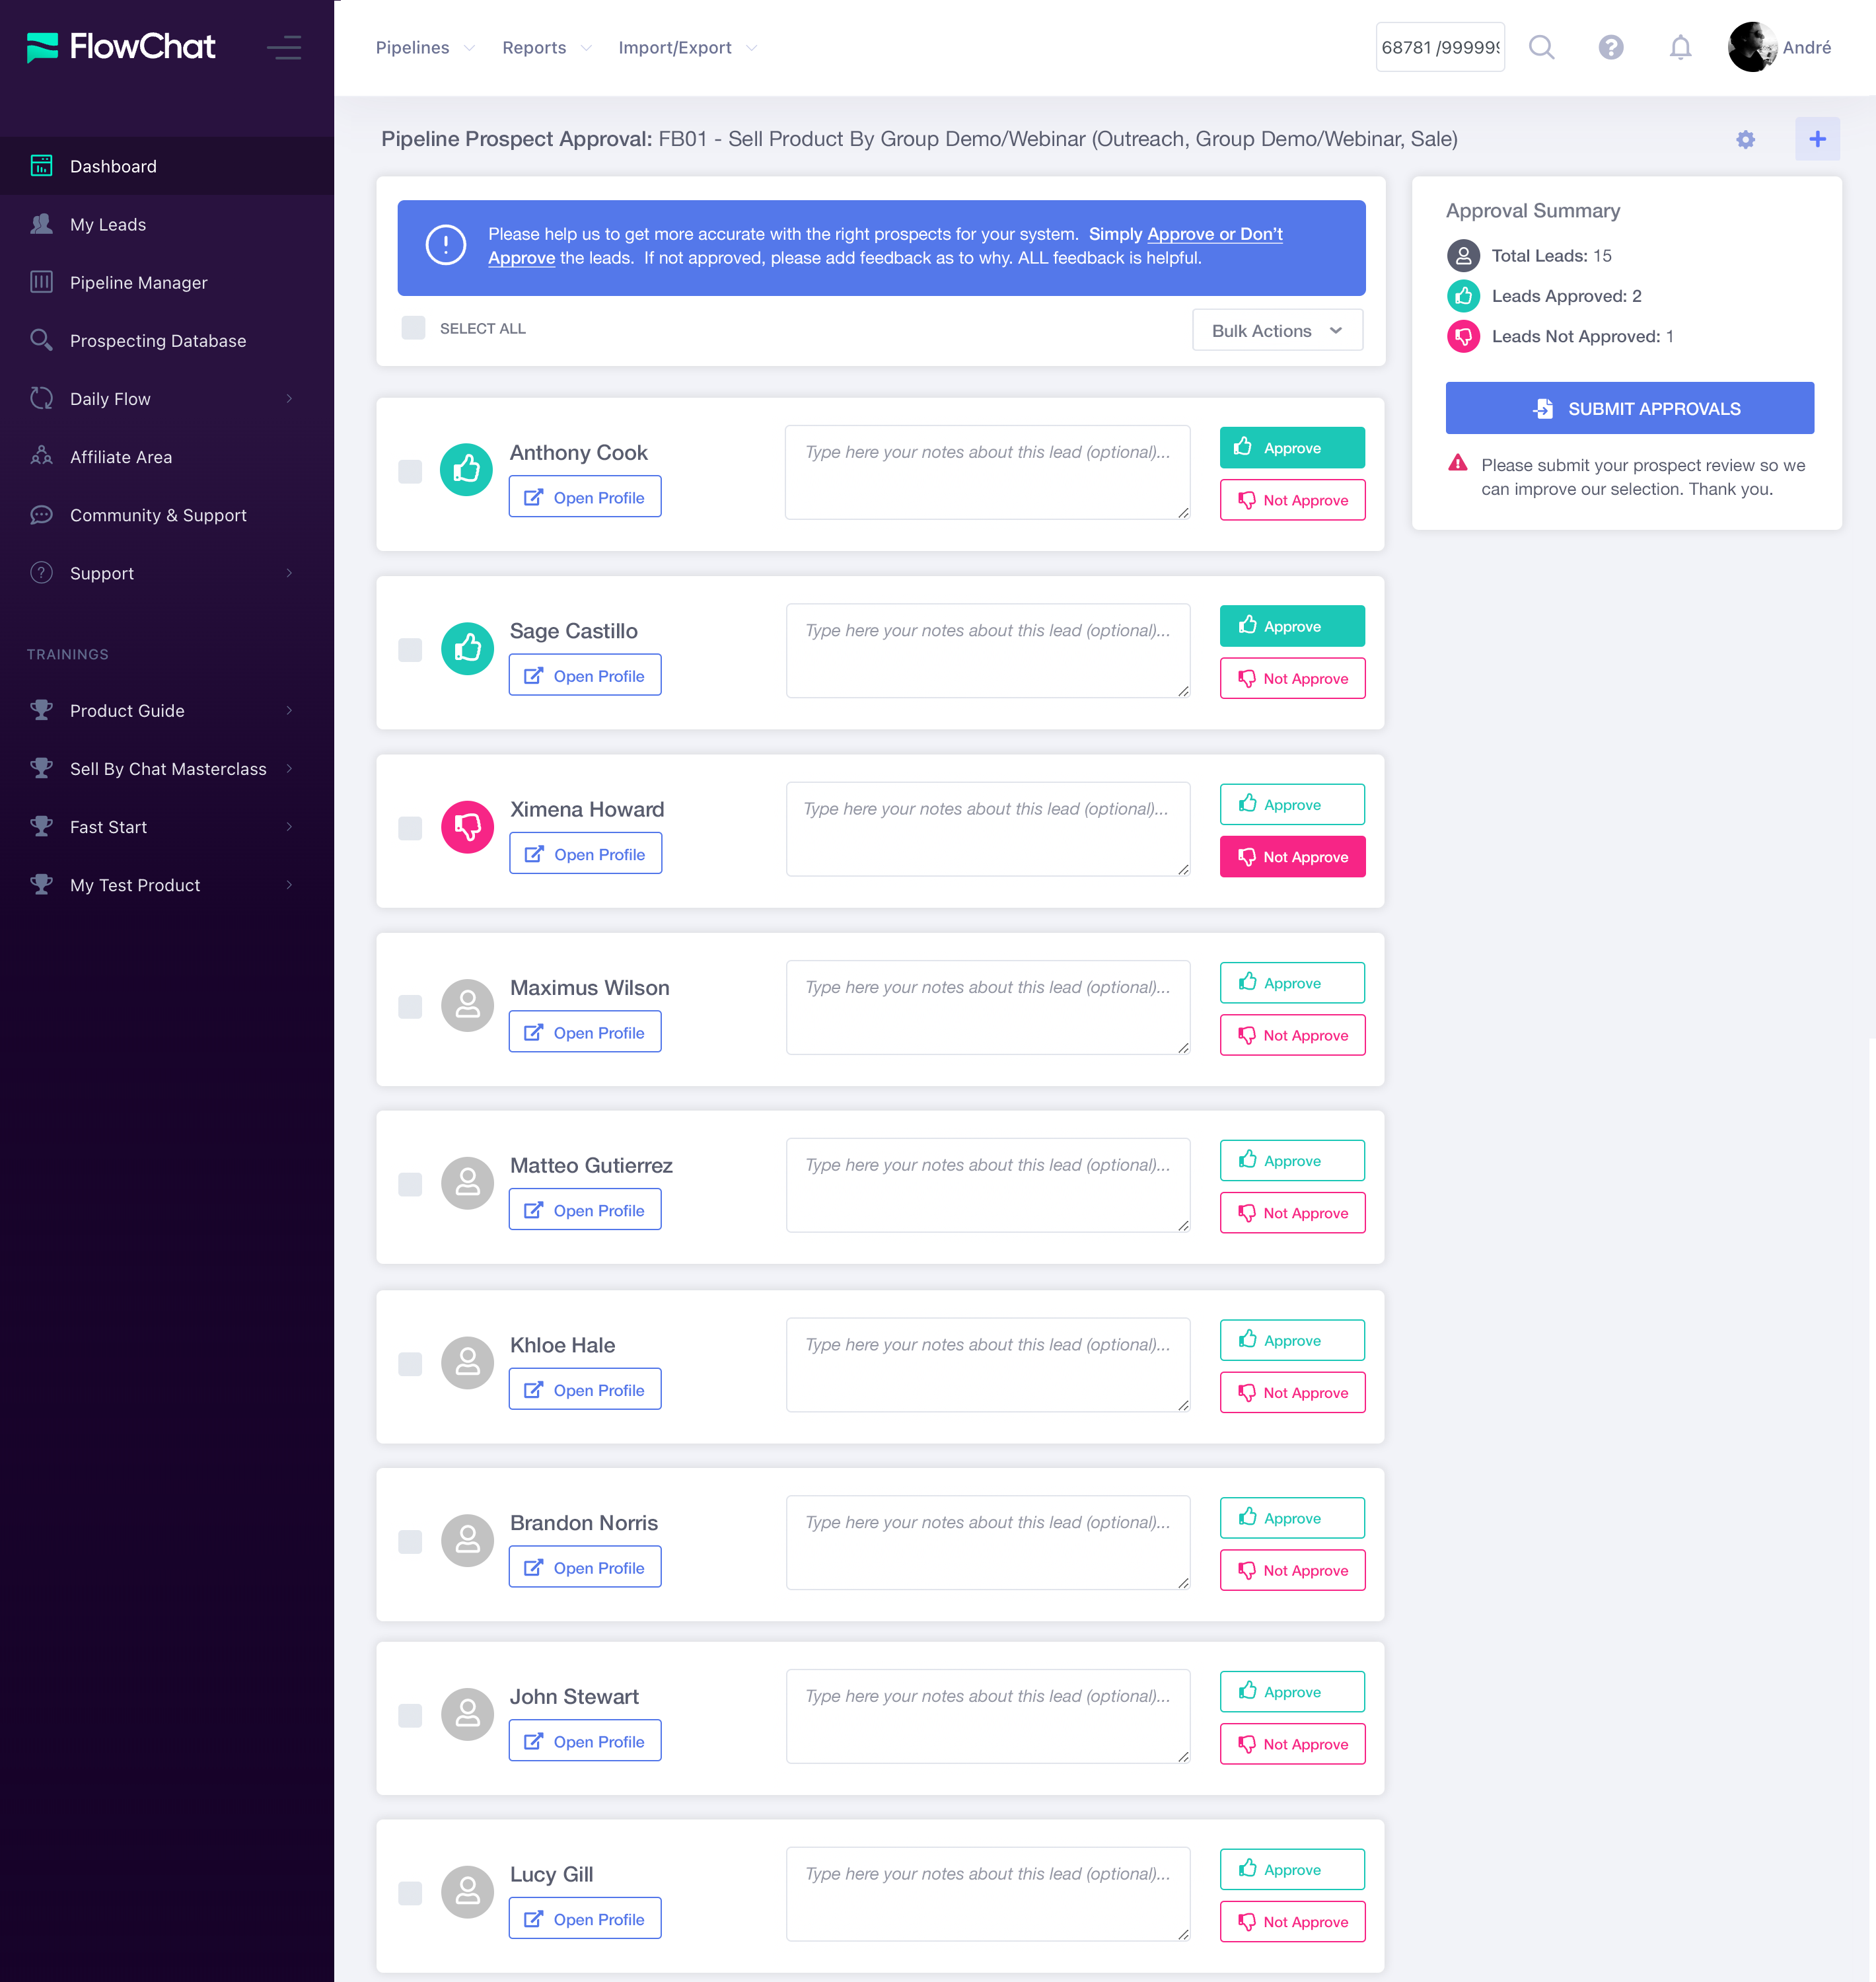 FlowChat
Pipelines
Reports
Import/Export
68781 /99999
André
Dashboard
My Leads
Pipeline Manager
Prospecting Database
Daily Flow
Affiliate Area
Community & Support
Support
TRAININGS
Product Guide
Sell By Chat Masterclass
Fast Start
My Test Product
Pipeline Prospect Approval: FB01 - Sell Product By Group Demo/Webinar (Outreach, Group Demo/Webinar, Sale)
Please help us to get more accurate with the right prospects for your system. Simply Approve or Don't
Approve the leads. If not approved, please add feedback as to why. ALL feedback is helpful.
SELECT ALL
Bulk Actions
Anthony Cook
Open Profile
Type here your notes about this lead (optional)...
Approve
Not Approve
Sage Castillo
Open Profile
Type here your notes about this lead (optional)...
Approve
Not Approve
Ximena Howard
Open Profile
Type here your notes about this lead (optional)...
Approve
Not Approve
Maximus Wilson
Open Profile
Type here your notes about this lead (optional)...
Approve
Not Approve
Matteo Gutierrez
Open Profile
Type here your notes about this lead (optional)...
Approve
Not Approve
Khloe Hale
Open Profile
Type here your notes about this lead (optional)...
Approve
Not Approve
Brandon Norris
Open Profile
Type here your notes about this lead (optional)...
Approve
Not Approve
John Stewart
Open Profile
Type here your notes about this lead (optional)...
Approve
Not Approve
Lucy Gill
Open Profile
Type here your notes about this lead (optional)...
Approve
Not Approve
Approval Summary
Total Leads: 15
Leads Approved: 2
Leads Not Approved: 1
SUBMIT APPROVALS
Please submit your prospect review so we
can improve our selection. Thank you.